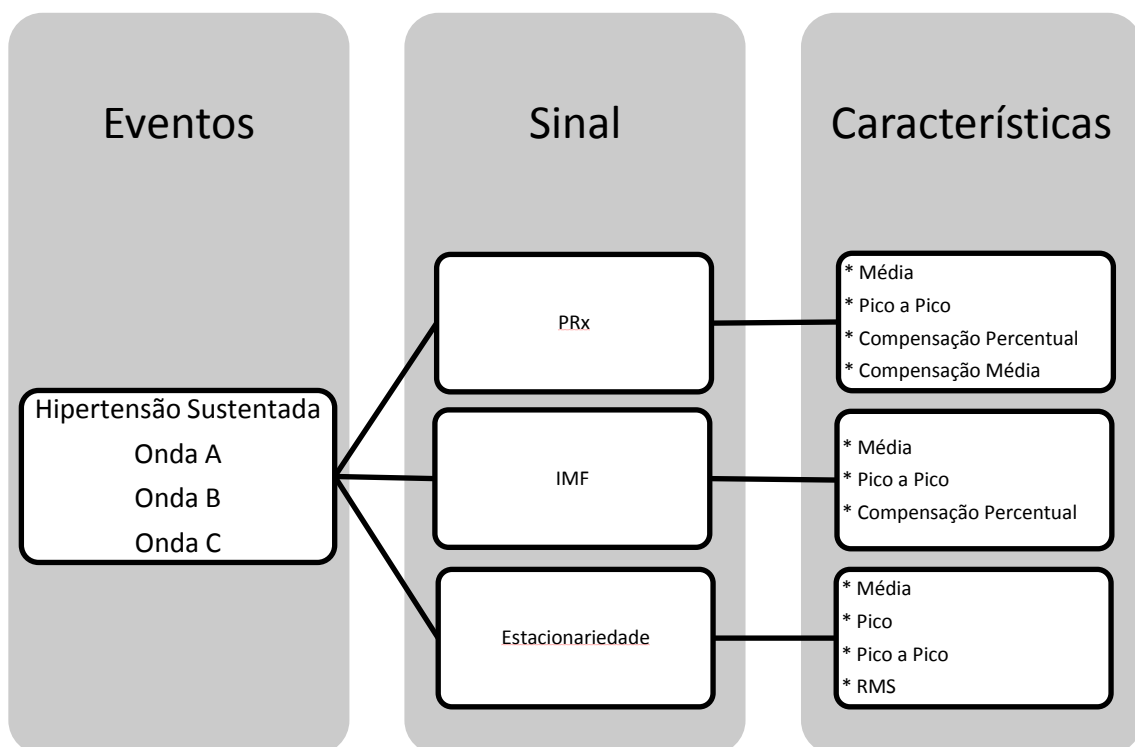 Eventos
Sinal
Características
Hipertensão Sustentada
Onda A
Onda B
Onda C
PRx
* Média
* Pico a Pico
* Compensação Percentual
* Compensação Média
IMF
* Média
* Pico a Pico
* Compensação Percentual
Estacionariedade
* Média
* Pico
* Pico a Pico
* RMS